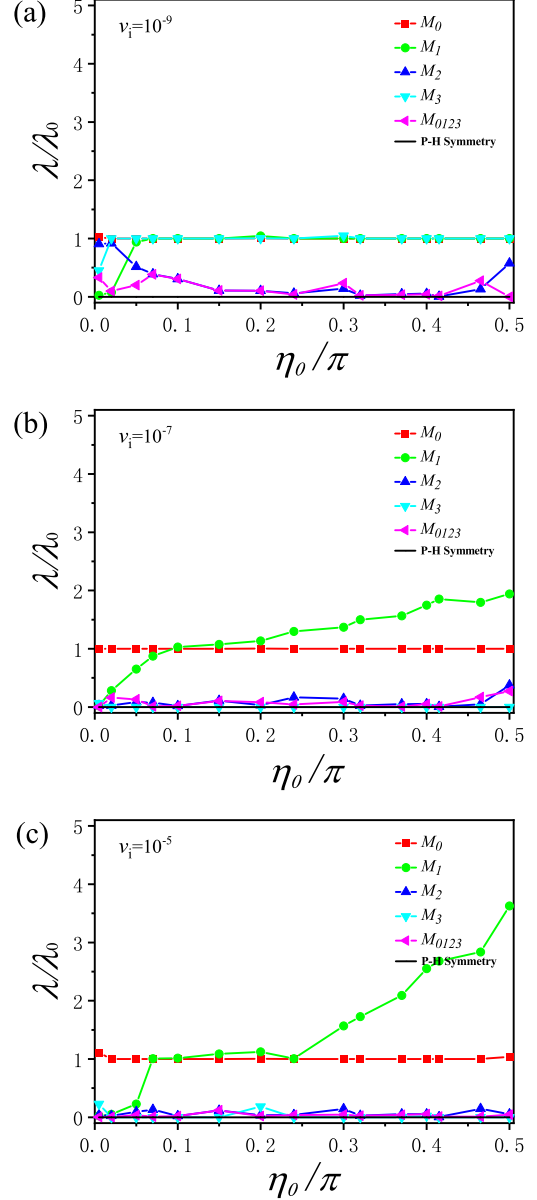 (a)
v_i=10^-9
M_0
M_1
M_2
M_3
M_0123
P-H Symmetry
λ/λ_0
5
4
3
2
1
0
0.0 0.1 0.2 0.3 0.4 0.5
η_0/π
(b)
v_i=10^-7
M_0
M_1
M_2
M_3
M_0123
P-H Symmetry
λ/λ_0
5
4
3
2
1
0
0.0 0.1 0.2 0.3 0.4 0.5
η_0/π
(c)
v_i=10^-5
M_0
M_1
M_2
M_3
M_0123
P-H Symmetry
λ/λ_0
5
4
3
2
1
0
0.0 0.1 0.2 0.3 0.4 0.5
η_0/π